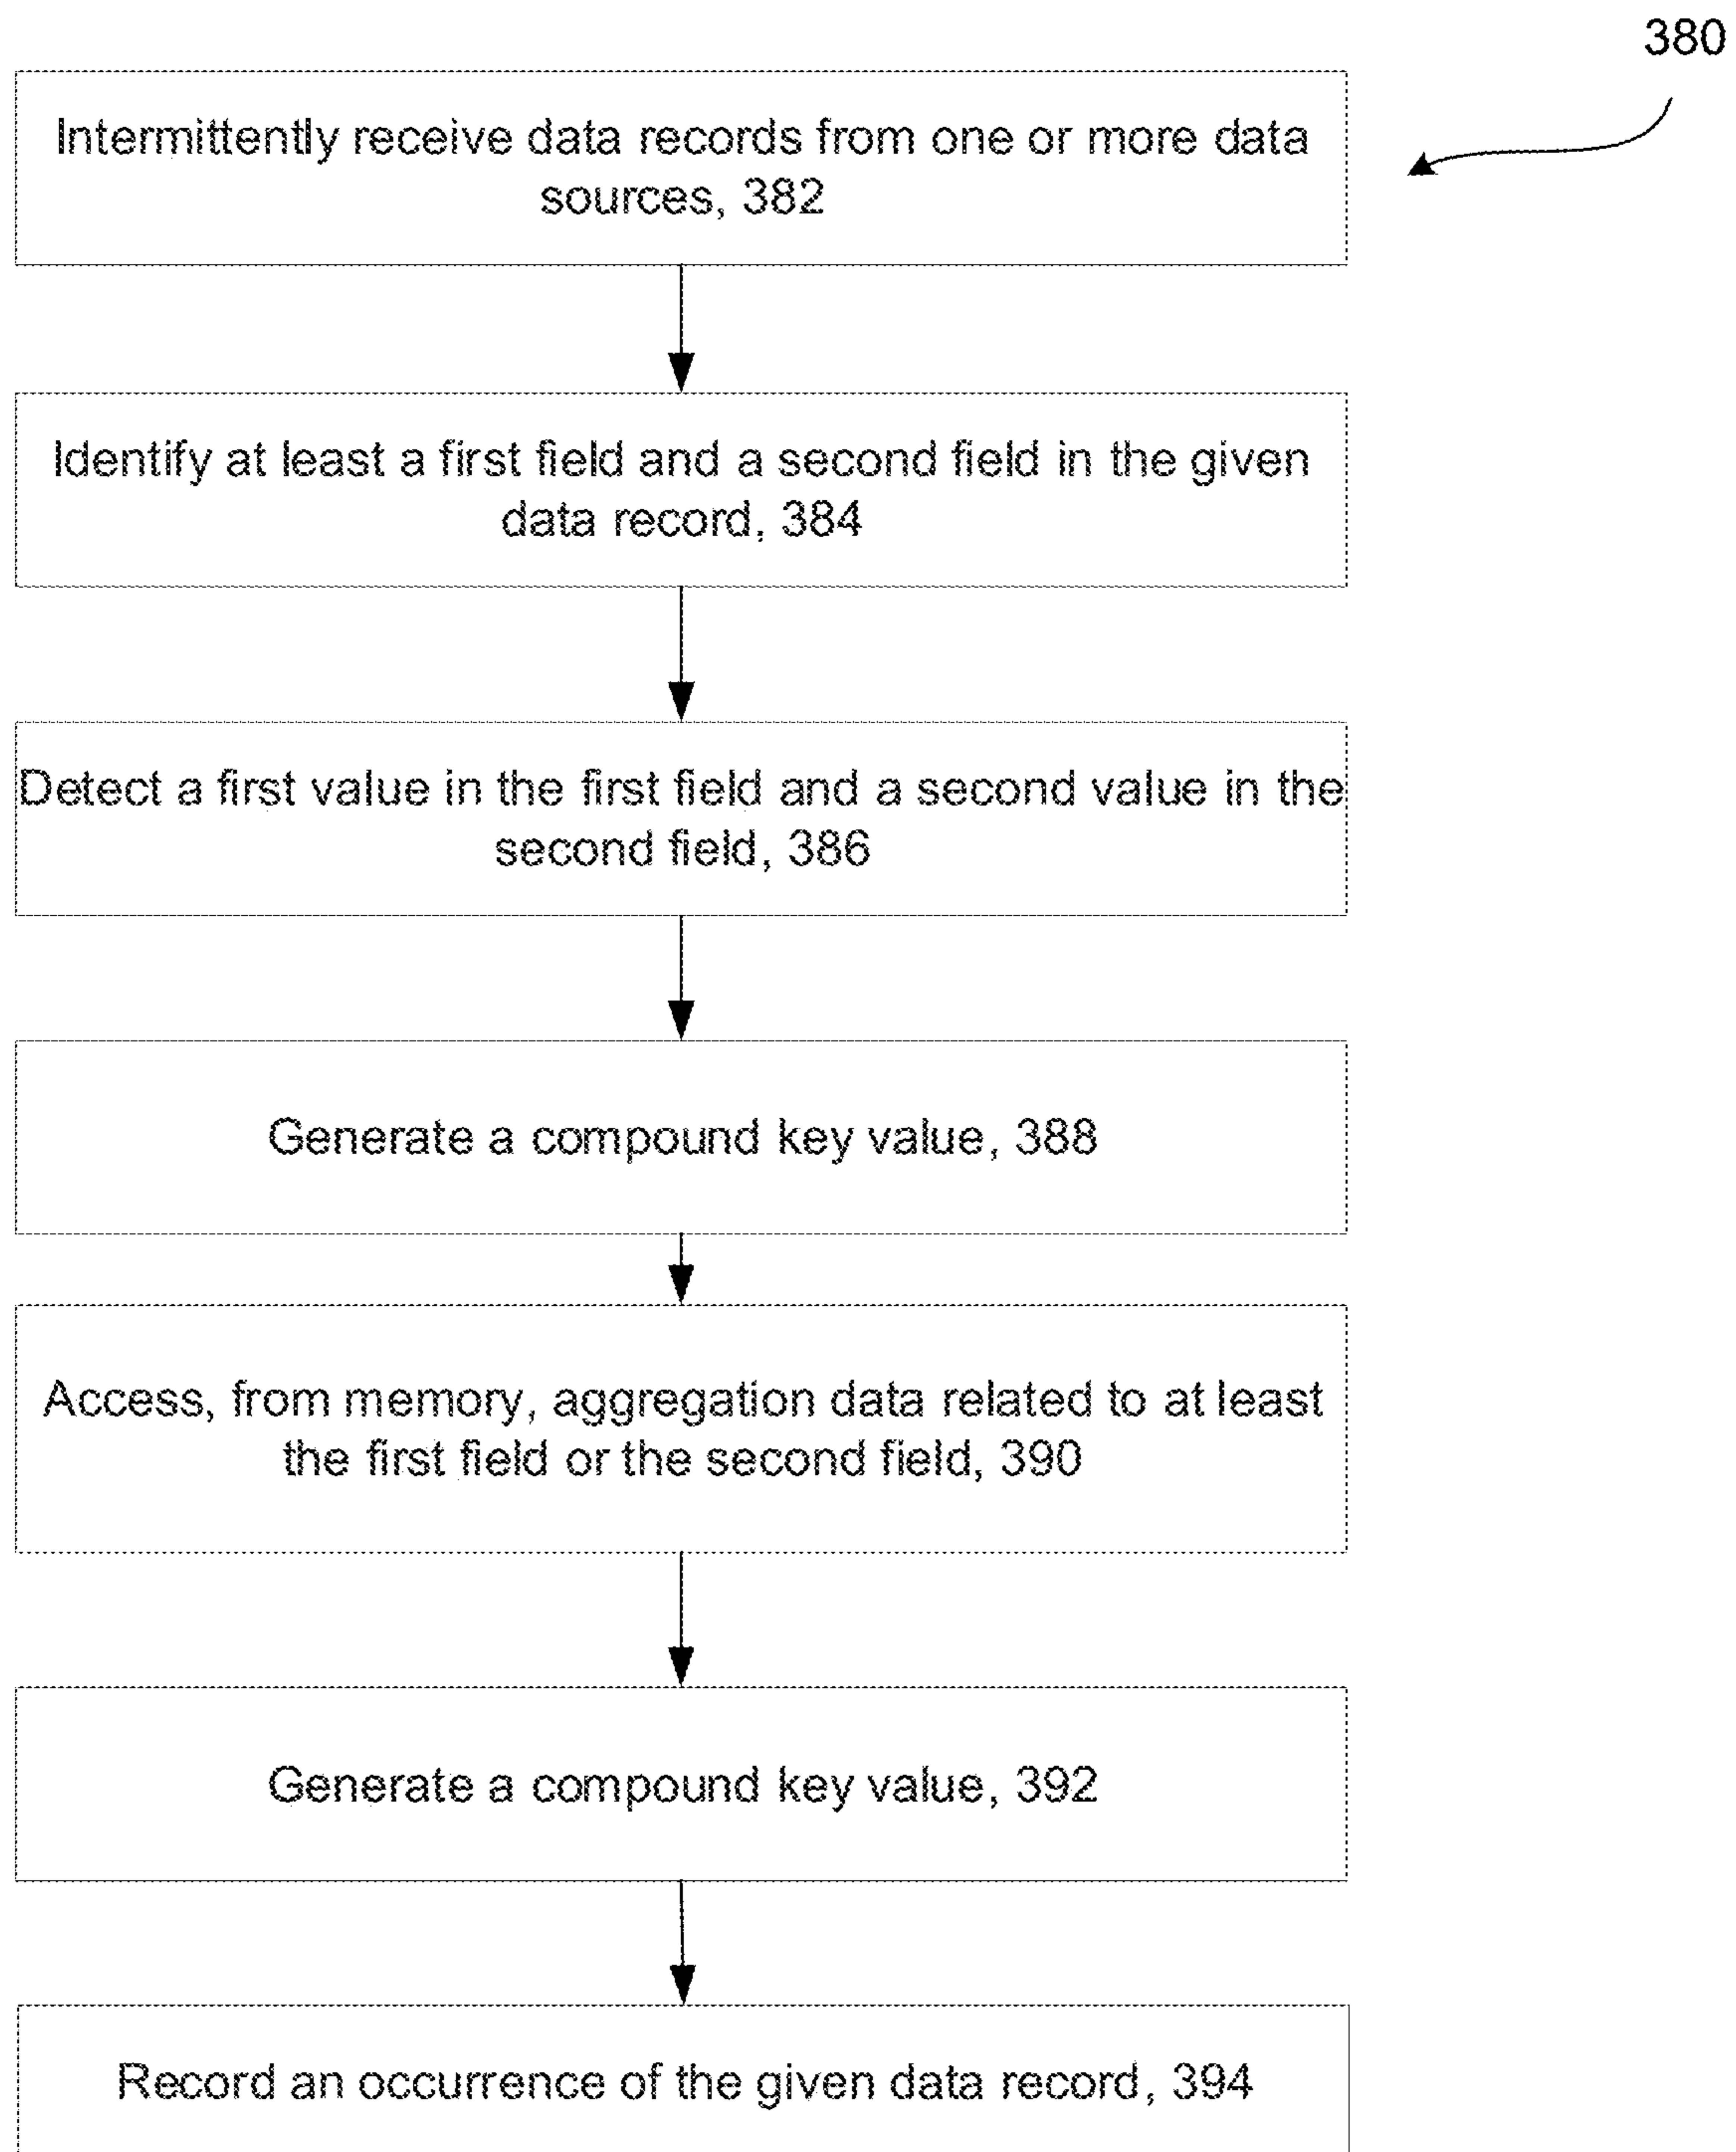 380
Intermittently receive data records from one or more data
sources, 382
Identify at least a first field and a second field in the given
data record, 384
Detect a first value in the first field and a second value in the
second field, 386
Generate a compound key value, 388
Access, from memory, aggregation data related to at least
the first field or the second field, 390
Generate a compound key value, 392
Record an occurrence of the given data record, 394